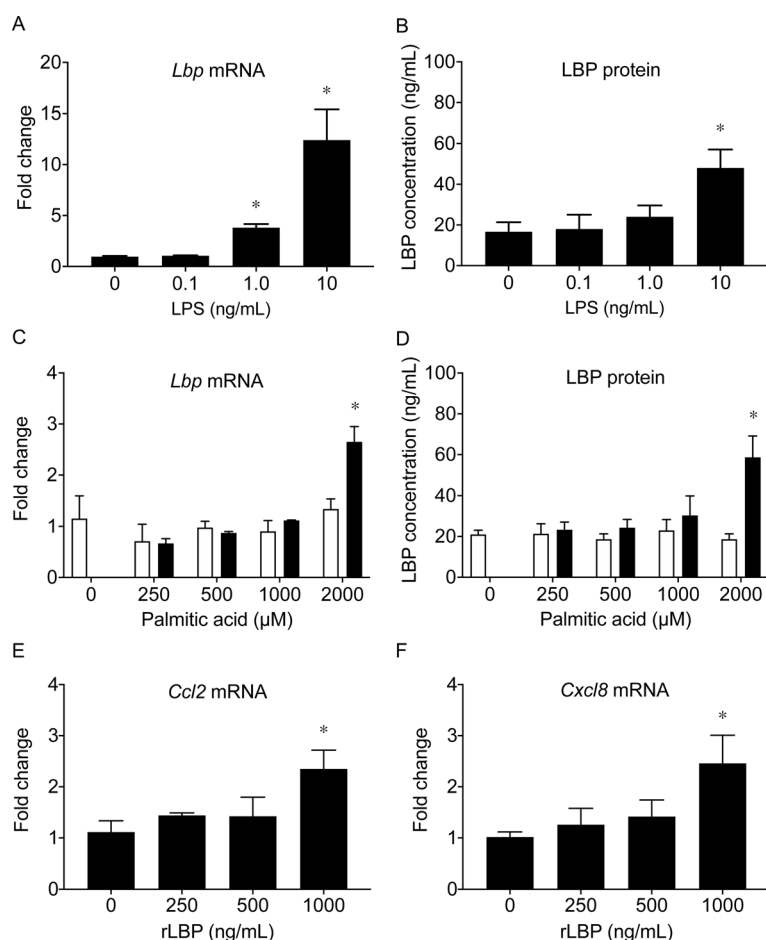 A
Lbp mRNA
Fold change
20
15
10
5
0
*
*
0 0.1 1.0 10
LPS (ng/mL)
B
LBP protein
LBP concentration (ng/mL)
100
80
60
40
20
0
*
0 0.1 1.0 10
LPS (ng/mL)
C
Lbp mRNA
Fold change
4
3
2
1
0
*
0 250 500 1000 2000
Palmitic acid (µM)
D
LBP protein
LBP concentration (ng/mL)
100
80
60
40
20
0
*
0 250 500 1000 2000
Palmitic acid (µM)
E
Ccl2 mRNA
Fold change
4
3
2
1
0
*
0 250 500 1000
rLBP (ng/mL)
F
Cxcl8 mRNA
Fold change
4
3
2
1
0
*
0 250 500 1000
rLBP (ng/mL)